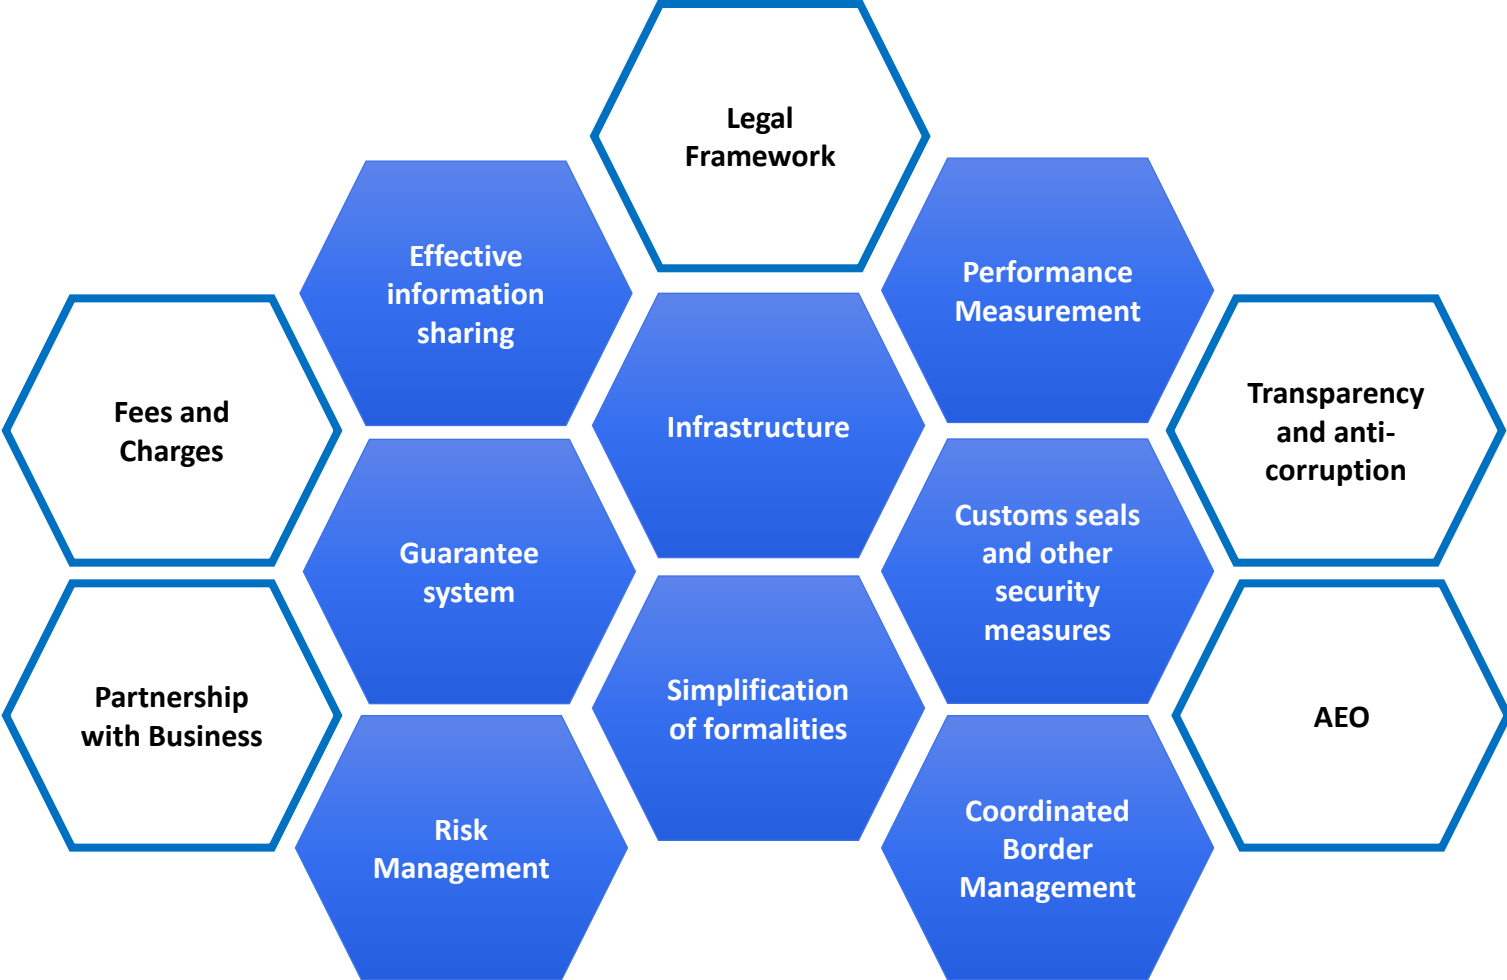 Legal
Framework
Effective
information
sharing
Performance
Measurement
Fees and
Charges
Infrastructure
Transparency
and anti-
corruption
Guarantee
system
Customs seals
and other
security
measures
Partnership
with Business
Simplification
of formalities
AEO
Risk
Management
Coordinated
Border
Management